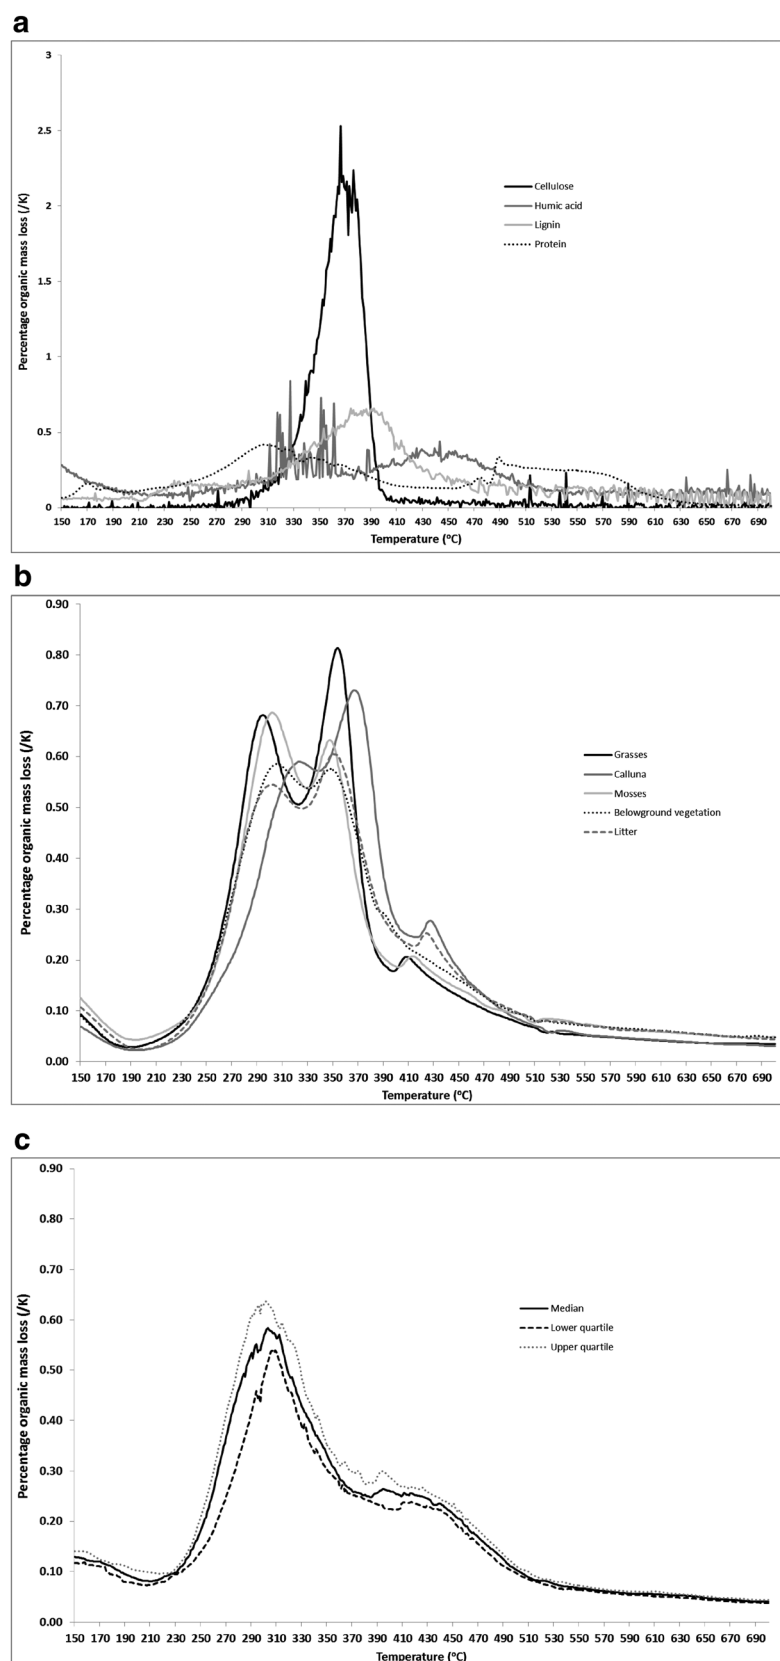 a
3
2.5
2
1.5
1
0.5
0
Percentage organic mass loss (/K)
Cellulose
Humic acid
Lignin
Protein
150 170 190 210 230 250 270 290 310 330 350 370 390 410 430 450 470 490 510 530 550 570 590 610 630 650 670 690
Temperature (°C)
b
0.90
0.80
0.70
0.60
0.50
0.40
0.30
0.20
0.10
0.00
Percentage organic mass loss (/K)
Grasses
Calluna
Mosses
Belowground vegetation
Litter
150 170 190 210 230 250 270 290 310 330 350 370 390 410 430 450 470 490 510 530 550 570 590 610 630 650 670 690
Temperature (°C)
c
0.90
0.80
0.70
0.60
0.50
0.40
0.30
0.20
0.10
0.00
Percentage organic mass loss (/K)
Median
Lower quartile
Upper quartile
150 170 190 210 230 250 270 290 310 330 350 370 390 410 430 450 470 490 510 530 550 570 590 610 630 650 670 690
Temperature (°C)